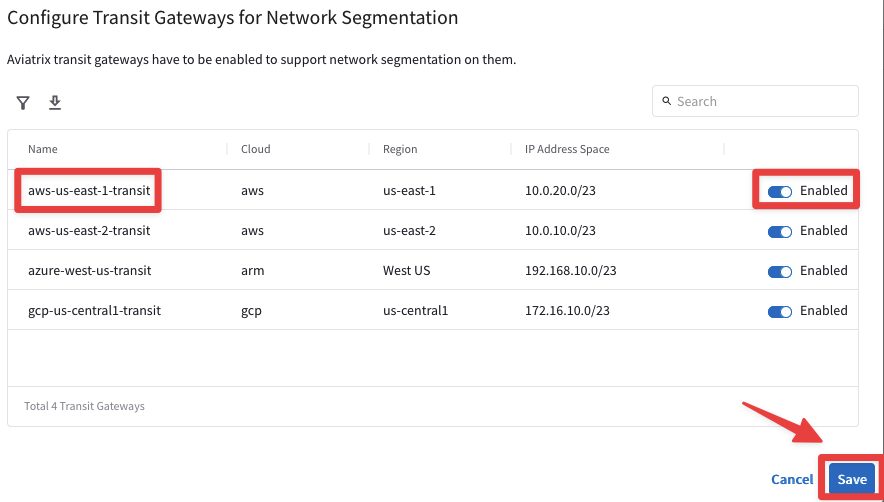 Configure Transit Gateways for Network Segmentation
Aviatrix transit gateways have to be enabled to support network segmentation on them.
Search
Name Cloud Region IP Address Space
aws-us-east-1-transit aws us-east-1 10.0.20.0/23 Enabled
aws-us-east-2-transit aws us-east-2 10.0.10.0/23 Enabled
azure-west-us-transit arm West US 192.168.10.0/23 Enabled
gcp-us-central1-transit gcp us-central1 172.16.10.0/23 Enabled
Total 4 Transit Gateways
Cancel Save